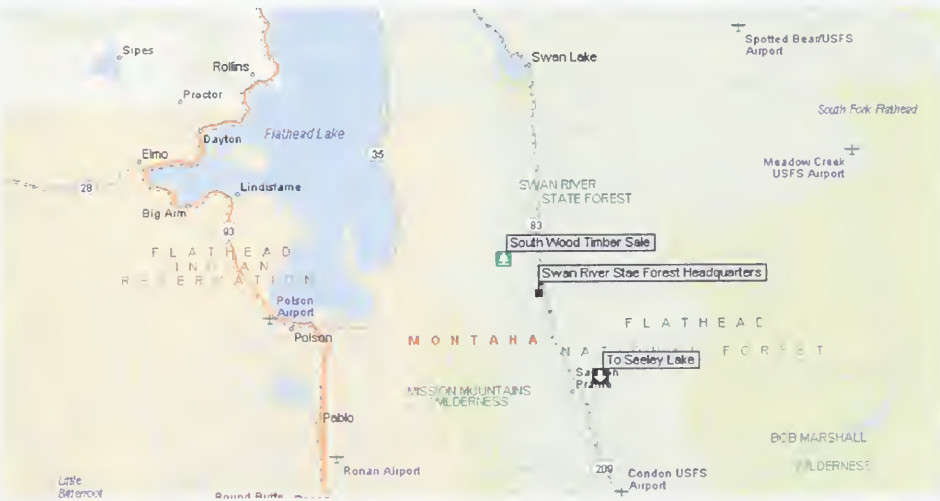 Sipes
Rollins
Proctor
Dayton
Flathead Lake
Elmo
35
28
Lindisfarne
Big Arm
93
FLATHEAD
INDIAN
RESERVATION
Polson
Airport
Polson
Pablo
Ronan Airport
Little
Bitterroot
Round Butte
Swan Lake
Spotted Bear/USFS
Airport
South Fork Flathead
Meadow Creek
USFS Airport
SWAN RIVER
STATE FOREST
83
South Wood Timber Sale
Swan River Stae Forest Headquarters
FLATHEAD
MONTANA
FOREST
To Seeley Lake
Prairie
MISSION MOUNTAINS
WILDERNESS
BOB MARSHALL
WILDERNESS
209
Condon USFS
Airport